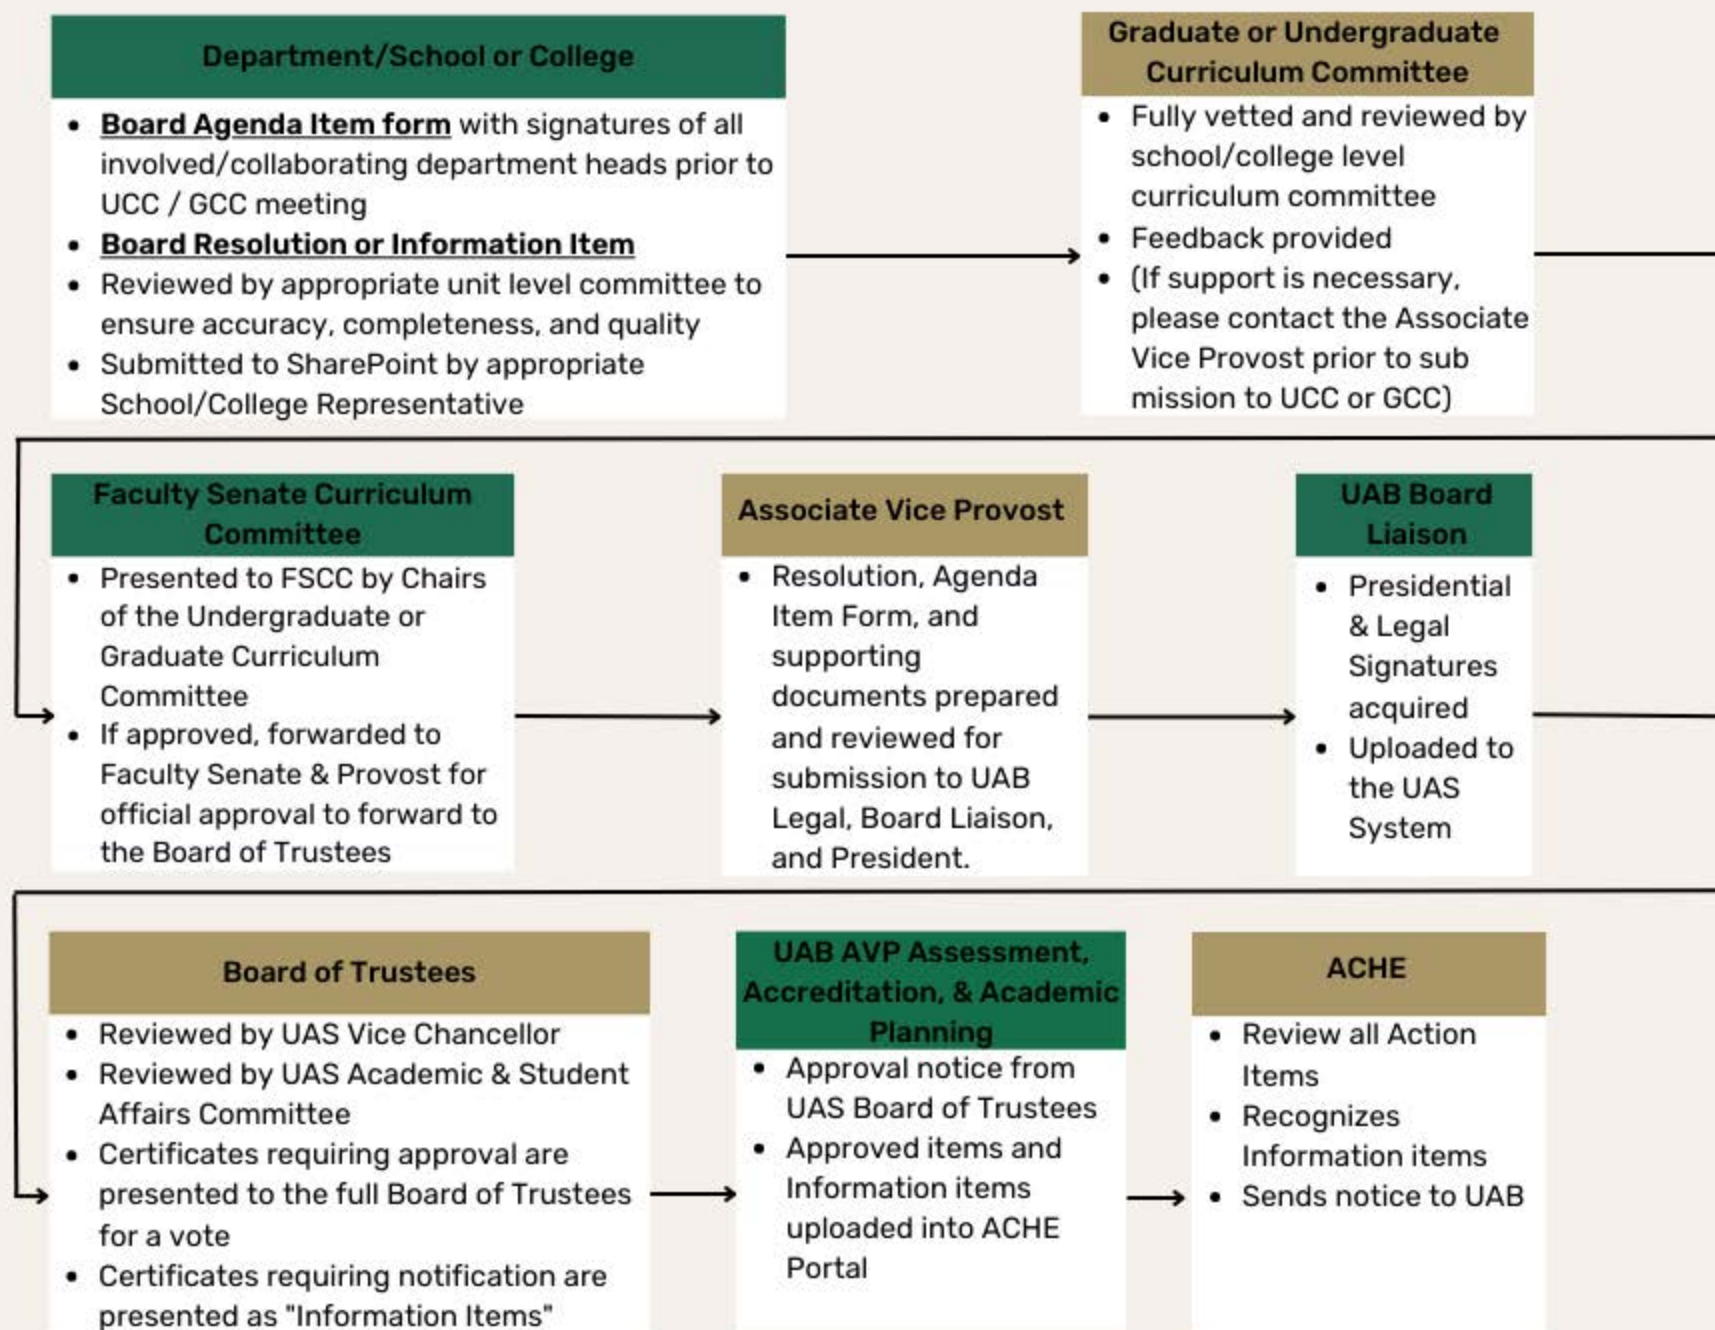 Department/School or College
• Board Agenda Item form with signatures of all
involved/collaborating department heads prior to
UCC / GCC meeting
• Board Resolution or Information Item
• Reviewed by appropriate unit level committee to
ensure accuracy, completeness, and quality
• Submitted to SharePoint by appropriate
School/College Representative
Graduate or Undergraduate
Curriculum Committee
• Fully vetted and reviewed by
school/college level
curriculum committee
• Feedback provided
• (If support is necessary,
please contact the Associate
Vice Provost prior to sub
mission to UCC or GCC)
Faculty Senate Curriculum
Committee
• Presented to FSCC by Chairs
of the Undergraduate or
Graduate Curriculum
Committee
• If approved, forwarded to
Faculty Senate & Provost for
official approval to forward to
the Board of Trustees
Associate Vice Provost
• Resolution, Agenda
Item Form, and
supporting
documents prepared
and reviewed for
submission to UAB
Legal, Board Liaison,
and President.
UAB Board
Liaison
• Presidential
& Legal
Signatures
acquired
• Uploaded to
the UAS
System
Board of Trustees
• Reviewed by UAS Vice Chancellor
• Reviewed by UAS Academic & Student
Affairs Committee
• Certificates requiring approval are
presented to the full Board of Trustees
for a vote
• Certificates requiring notification are
presented as "Information Items"
UAB AVP Assessment,
Accreditation, & Academic
Planning
• Approval notice from
UAS Board of Trustees
• Approved items and
Information items
uploaded into ACHE
Portal
ACHE
• Review all Action
Items
• Recognizes
Information items
• Sends notice to UAB